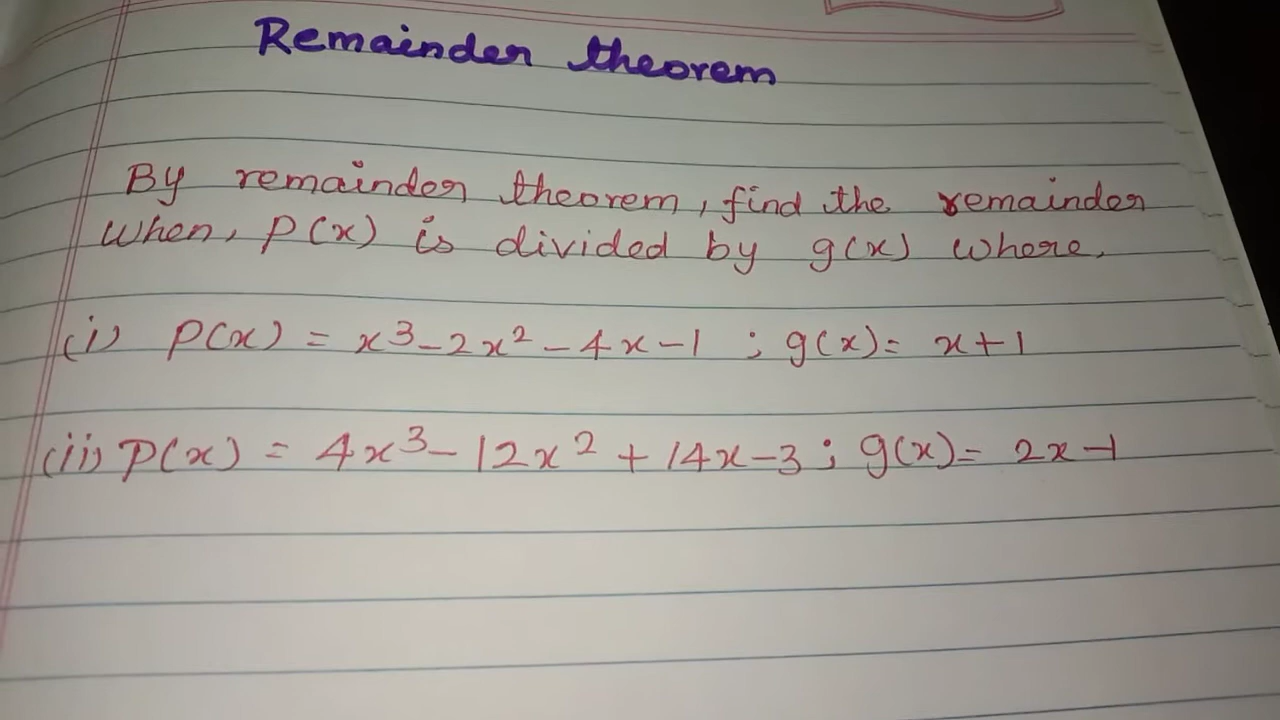 Remainder theorem
By remainder theorem, find the remainder
when, p(x) is divided by g(x) where,
(i) P(x) = x³-2x²-4x-1 ; g(x)= x+1
(ii) P(x) = 4x³-12x²+14x-3 ; g(x)= 2x-1